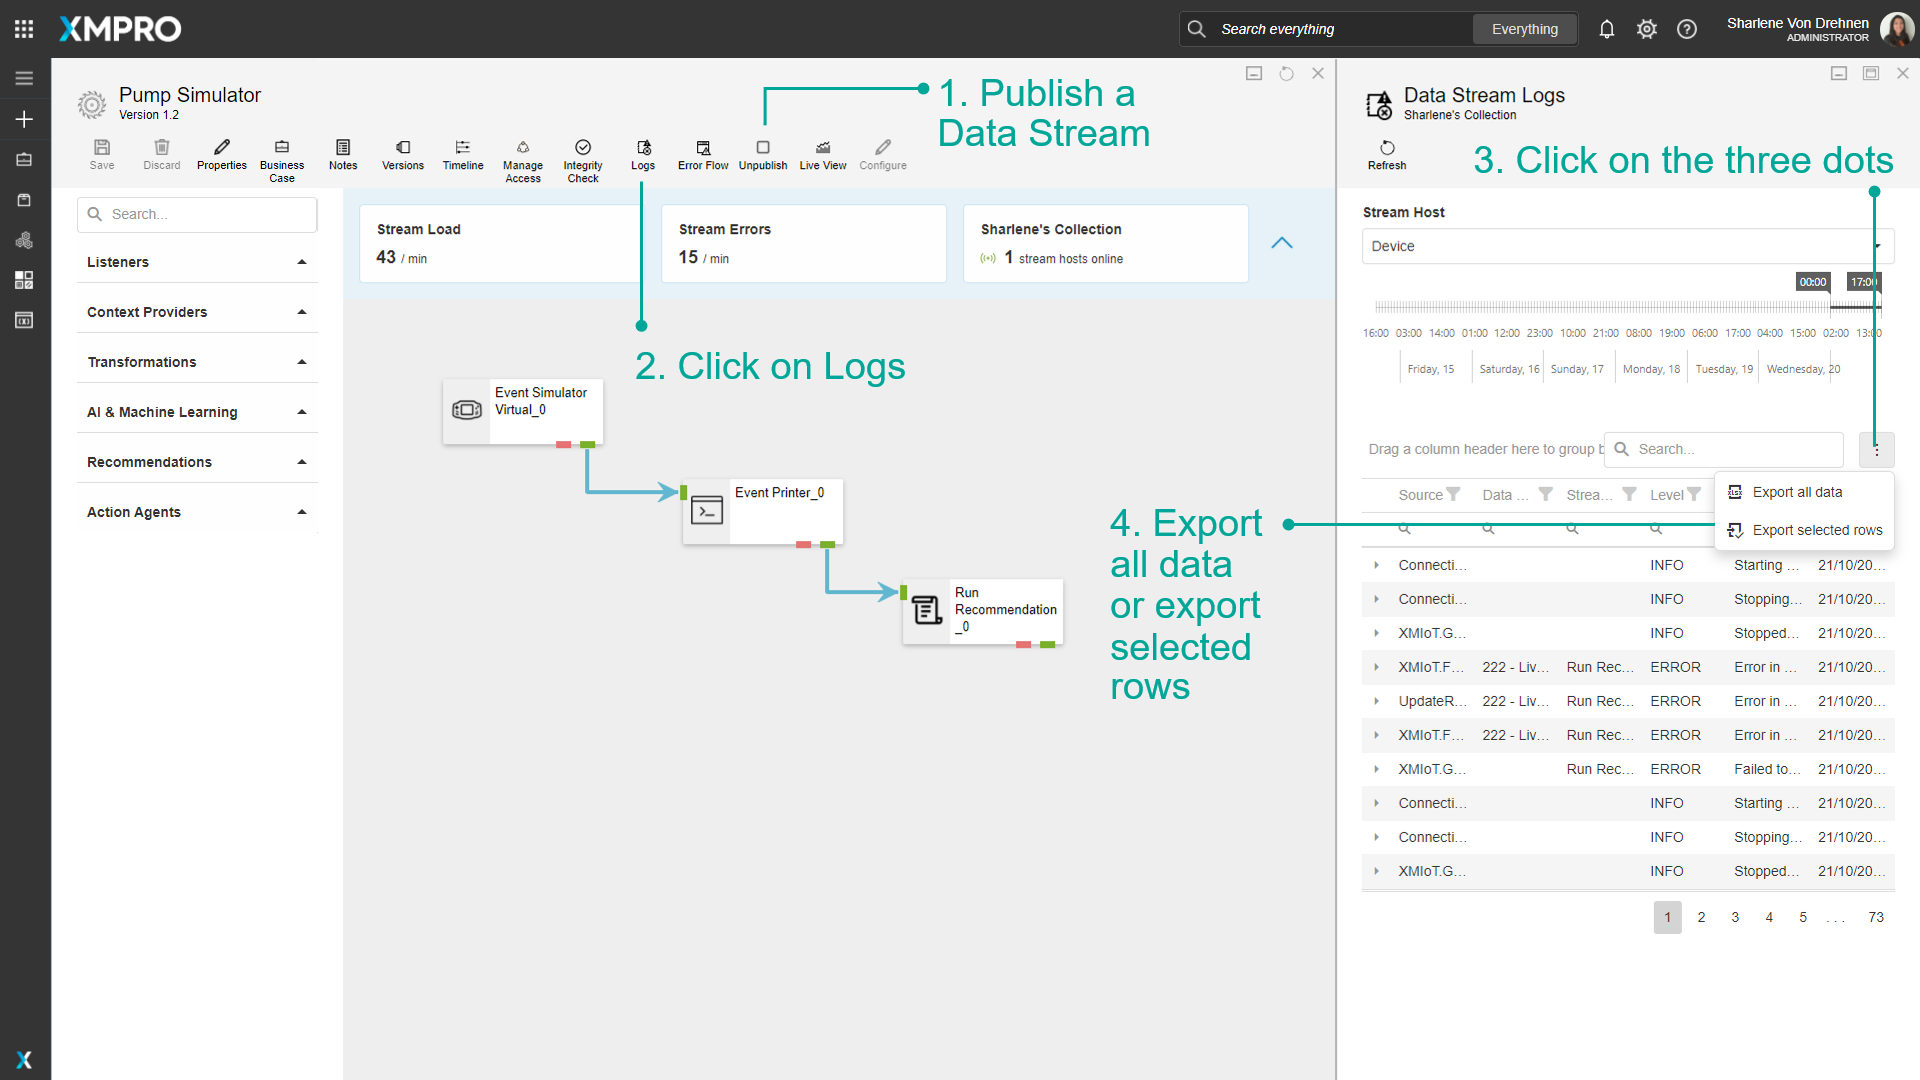 XMPRO
Search everything
Everything
Sharlene Von Drehnen
ADMINISTRATOR
Pump Simulator
Version 1.2
Save
Discard
Properties
Business
Case
Notes
Versions
Timeline
Manage
Access
Integrity
Check
Logs
Error Flow
Unpublish
Live View
Configure
1. Publish a
Data Stream
Search...
Listeners
Context Providers
Transformations
AI & Machine Learning
Recommendations
Action Agents
Stream Load
43 / min
Stream Errors
15 / min
Sharlene's Collection
1 stream hosts online
2. Click on Logs
Event Simulator
Virtual_0
Event Printer_0
Run
Recommendation
_0
4. Export
all data
or export
selected
rows
Data Stream Logs
Sharlene's Collection
Refresh
3. Click on the three dots
Stream Host
Device
00:00 17:00
16:00 03:00 14:00 01:00 12:00 23:00 10:00 21:00 08:00 19:00 06:00 17:00 04:00 15:00 02:00 13:00
Friday, 15 Saturday, 16 Sunday, 17 Monday, 18 Tuesday, 19 Wednesday, 20
Drag a column header here to group b
Search...
Export all data
Export selected rows
Source Data ... Strea... Level
Connecti... INFO Starting ... 21/10/20...
Connecti... INFO Stopping... 21/10/20...
XMIoT.G... INFO Stopped... 21/10/20...
XMIoT.F... 222 - Liv... Run Rec... ERROR Error in ... 21/10/20...
UpdateR... 222 - Liv... Run Rec... ERROR Error in ... 21/10/20...
XMIoT.F... 222 - Liv... Run Rec... ERROR Error in ... 21/10/20...
XMIoT.G... Run Rec... ERROR Failed to... 21/10/20...
Connecti... INFO Starting ... 21/10/20...
Connecti... INFO Stopping... 21/10/20...
XMIoT.G... INFO Stopped... 21/10/20...
1 2 3 4 5 . . . 73